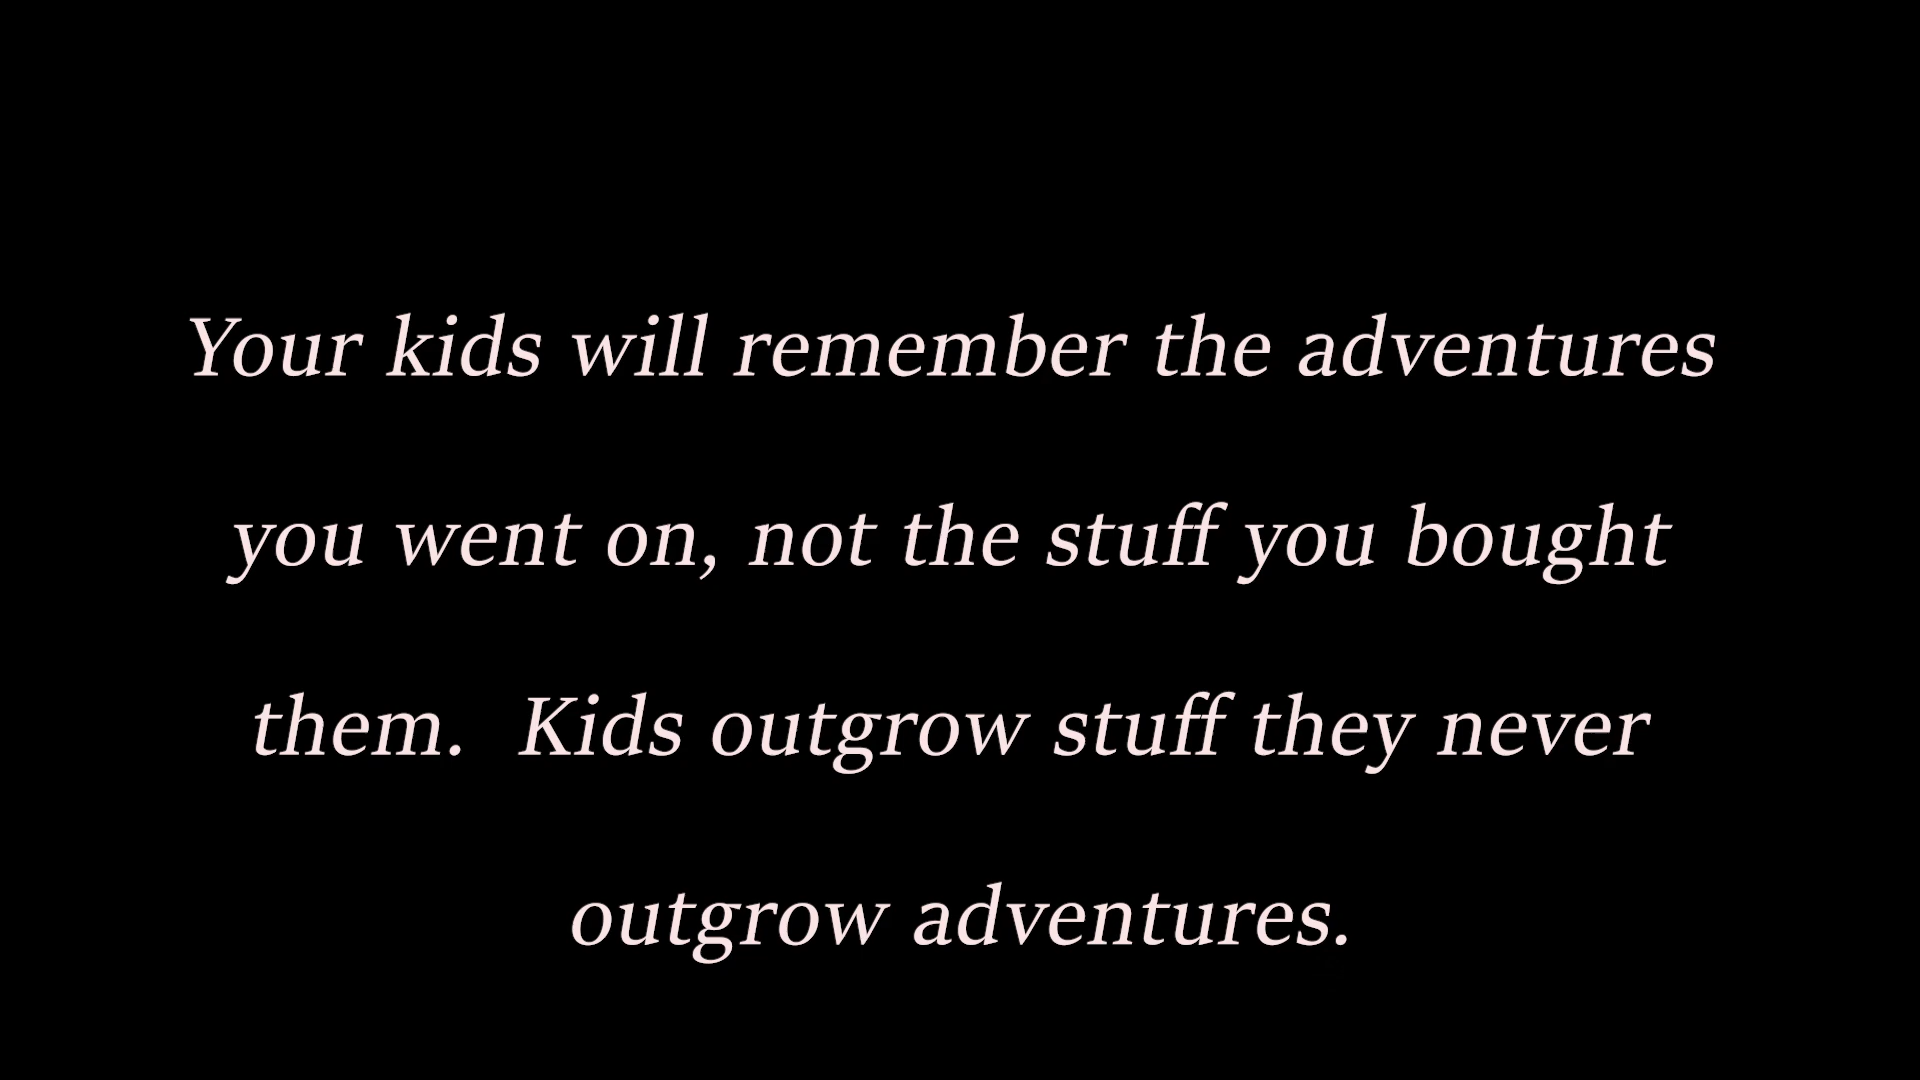 Your kids will remember the adventures
you went on, not the stuff you bought
them.  Kids outgrow stuff they never
outgrow adventures.